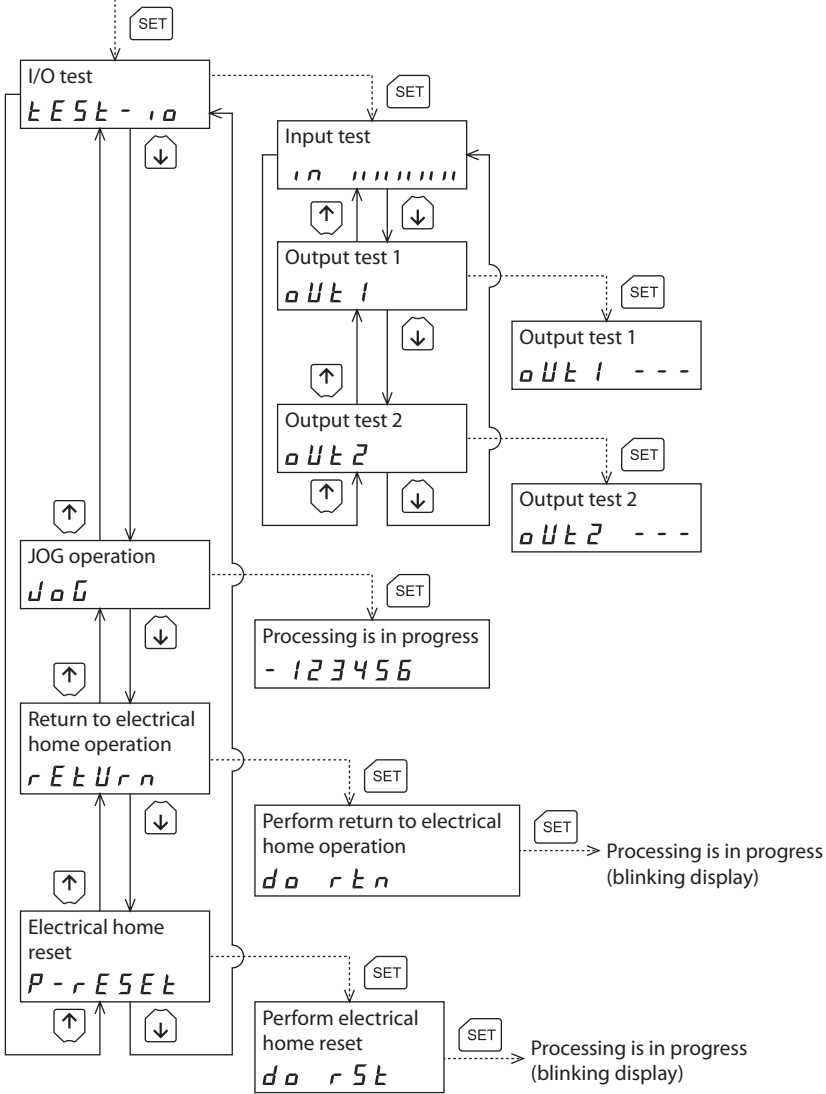 SET
I/O test
SET
tESt-io
Input test
in
Output test 1
oUt1
SET
Output test 1
oUt1 ---
Output test 2
oUt2
SET
Output test 2
oUt2 ---
JOG operation
JoG
SET
Processing is in progress
-123456
Return to electrical
home operation
rEtUrn
SET
Perform return to electrical
home operation
do rtn
SET
Processing is in progress
(blinking display)
Electrical home
reset
P-rESEt
SET
Perform electrical
home reset
do rSt
SET
Processing is in progress
(blinking display)